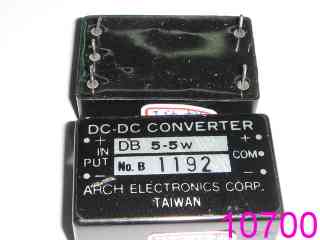 DC-DC CONVERTER
+ IN DB 5-5W +
PUT COM
- No. B 1192 -
ARCH ELECTRONICS CORP.
TAIWAN
10700